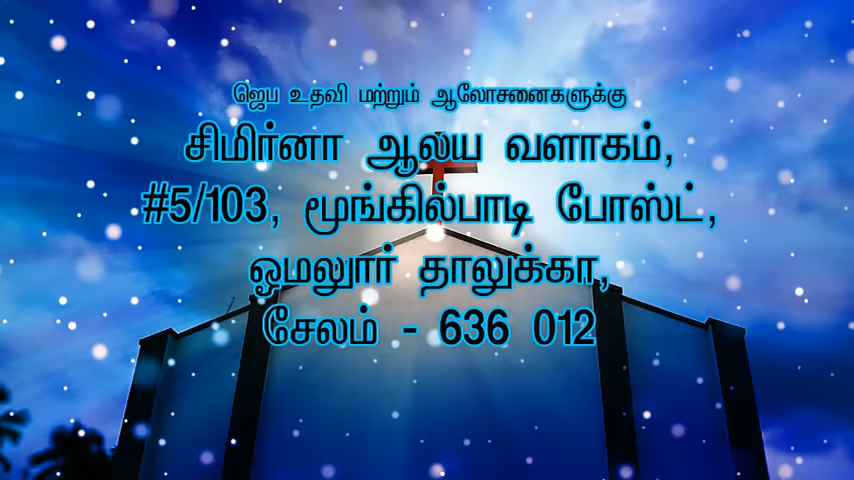 ஜெப உதவி மற்றும் ஆலோசனைகளுக்கு
சிமிர்னா ஆலய வளாகம்,
#5/103, மூங்கில்பாடி போஸ்ட்,
ஓமலூர் தாலுக்கா,
சேலம் - 636 012